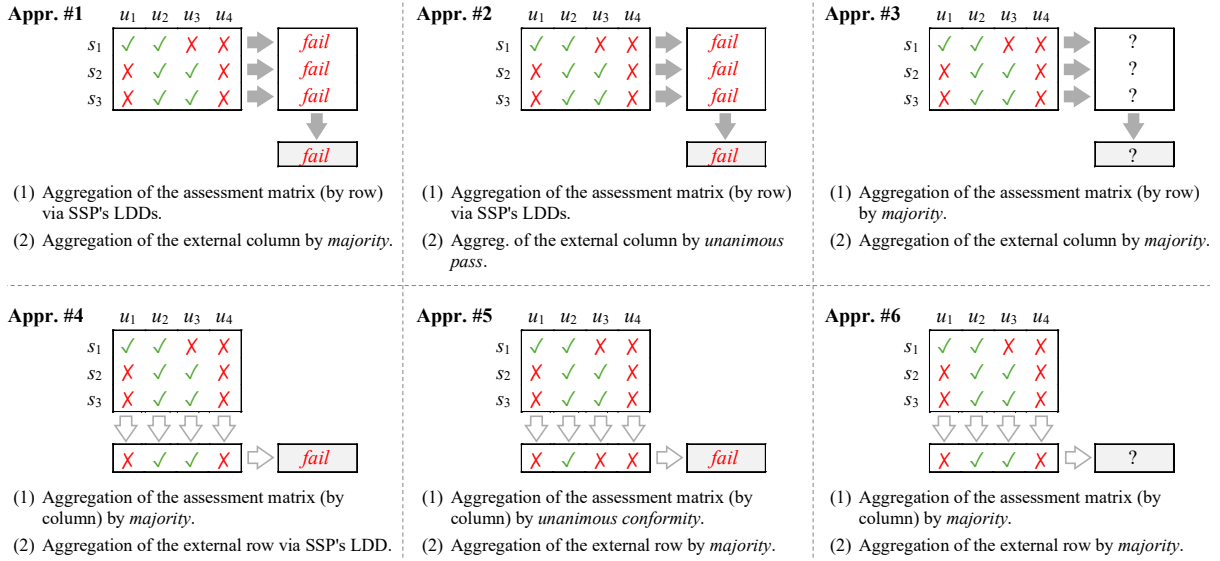 Appr. #1 u1 u2 u3 u4
s1 ✓ ✓ ✗ ✗ fail
s2 ✗ ✓ ✓ ✗ fail
s3 ✗ ✓ ✓ ✗ fail
fail
(1) Aggregation of the assessment matrix (by row)
via SSP's LDDs.
(2) Aggregation of the external column by majority.
Appr. #2 u1 u2 u3 u4
s1 ✓ ✓ ✗ ✗ fail
s2 ✗ ✓ ✓ ✗ fail
s3 ✗ ✓ ✓ ✗ fail
fail
(1) Aggregation of the assessment matrix (by row)
via SSP's LDDs.
(2) Aggreg. of the external column by unanimous
pass.
Appr. #3 u1 u2 u3 u4
s1 ✓ ✓ ✗ ✗ ?
s2 ✗ ✓ ✓ ✗ ?
s3 ✗ ✓ ✓ ✗ ?
?
(1) Aggregation of the assessment matrix (by row)
by majority.
(2) Aggregation of the external column by majority.
Appr. #4 u1 u2 u3 u4
s1 ✓ ✓ ✗ ✗
s2 ✗ ✓ ✓ ✗
s3 ✗ ✓ ✓ ✗
✗ ✓ ✓ ✗ fail
(1) Aggregation of the assessment matrix (by
column) by majority.
(2) Aggregation of the external row via SSP's LDD.
Appr. #5 u1 u2 u3 u4
s1 ✓ ✓ ✗ ✗
s2 ✗ ✓ ✓ ✗
s3 ✗ ✓ ✓ ✗
✗ ✓ ✗ ✗ fail
(1) Aggregation of the assessment matrix (by
column) by unanimous conformity.
(2) Aggregation of the external row by majority.
Appr. #6 u1 u2 u3 u4
s1 ✓ ✓ ✗ ✗
s2 ✗ ✓ ✓ ✗
s3 ✗ ✓ ✓ ✗
✗ ✓ ✓ ✗ ?
(1) Aggregation of the assessment matrix (by
column) by majority.
(2) Aggregation of the external row by majority.